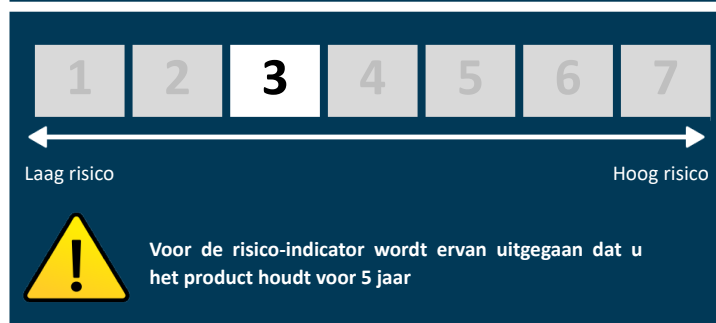 1 2 3 4 5 6 7
Laag risico Hoog risico
!
Voor de risico-indicator wordt ervan uitgegaan dat u
het product houdt voor 5 jaar